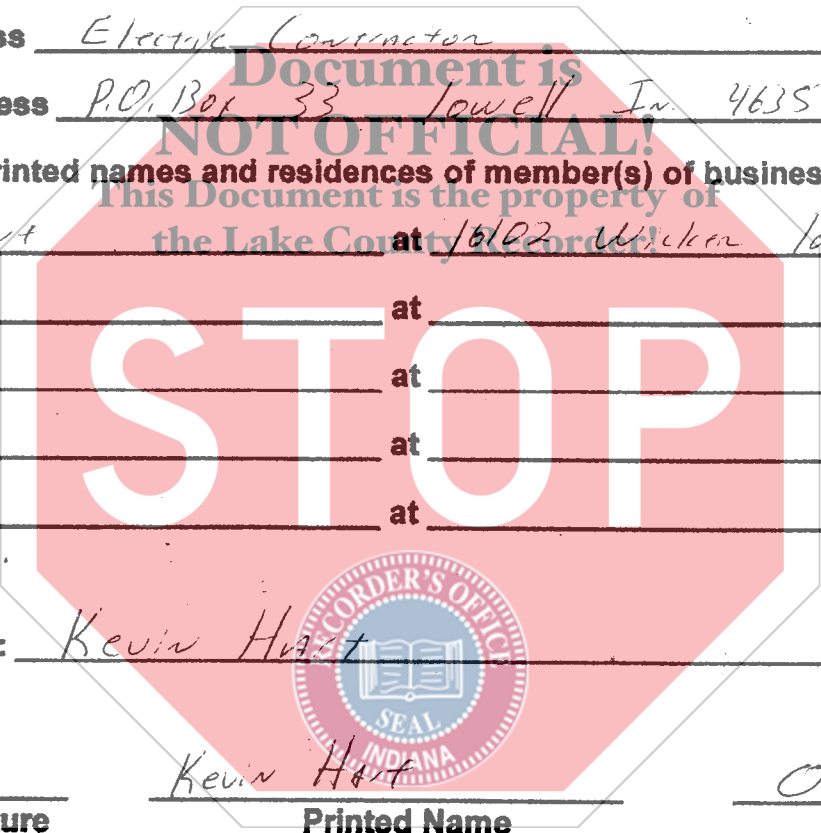 ss Electric Contractor
Document is
ess P.O. Box 33 Lowell In. 4635
NOT OFFICIAL!
rinted names and residences of member(s) of busines
This Document is the property of
at 16102 Wicker lo
the Lake County Recorder!
at
at
at
at
STOP
RECORDER'S OFFICE
SEAL
INDIANA
: Kevin Hart
Kevin Hart O
ure Printed Name